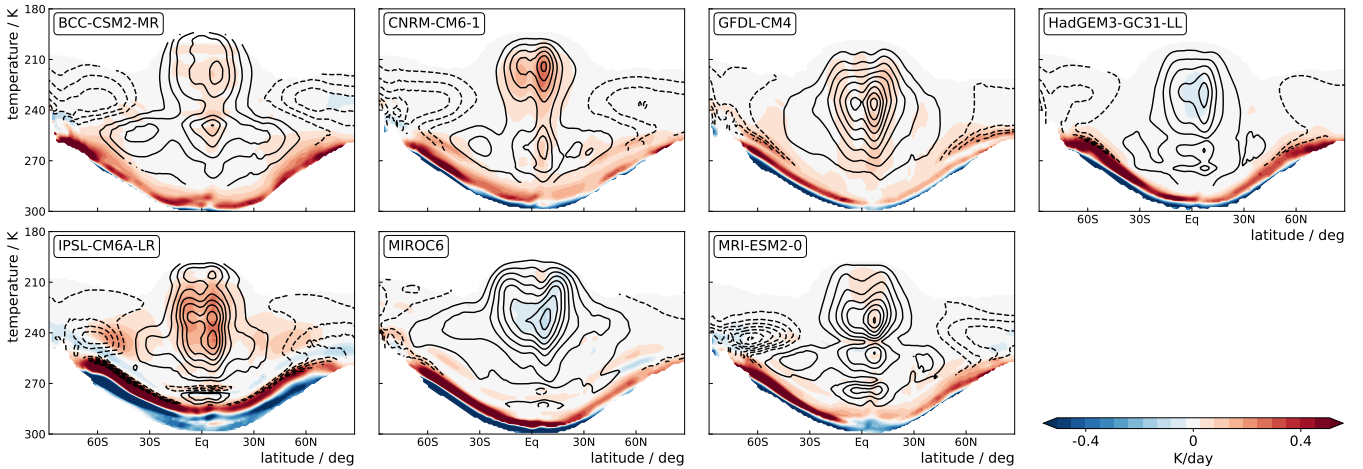 BCC-CSM2-MR
CNRM-CM6-1
GFDL-CM4
HadGEM3-GC31-LL
temperature / K
180
210
240
270
300
60S
30S
Eq
30N
60N
latitude / deg
IPSL-CM6A-LR
MIROC6
MRI-ESM2-0
temperature / K
180
210
240
270
300
60S
30S
Eq
30N
60N
latitude / deg
60S
30S
Eq
30N
60N
latitude / deg
60S
30S
Eq
30N
60N
latitude / deg
-0.4
0
0.4
K/day